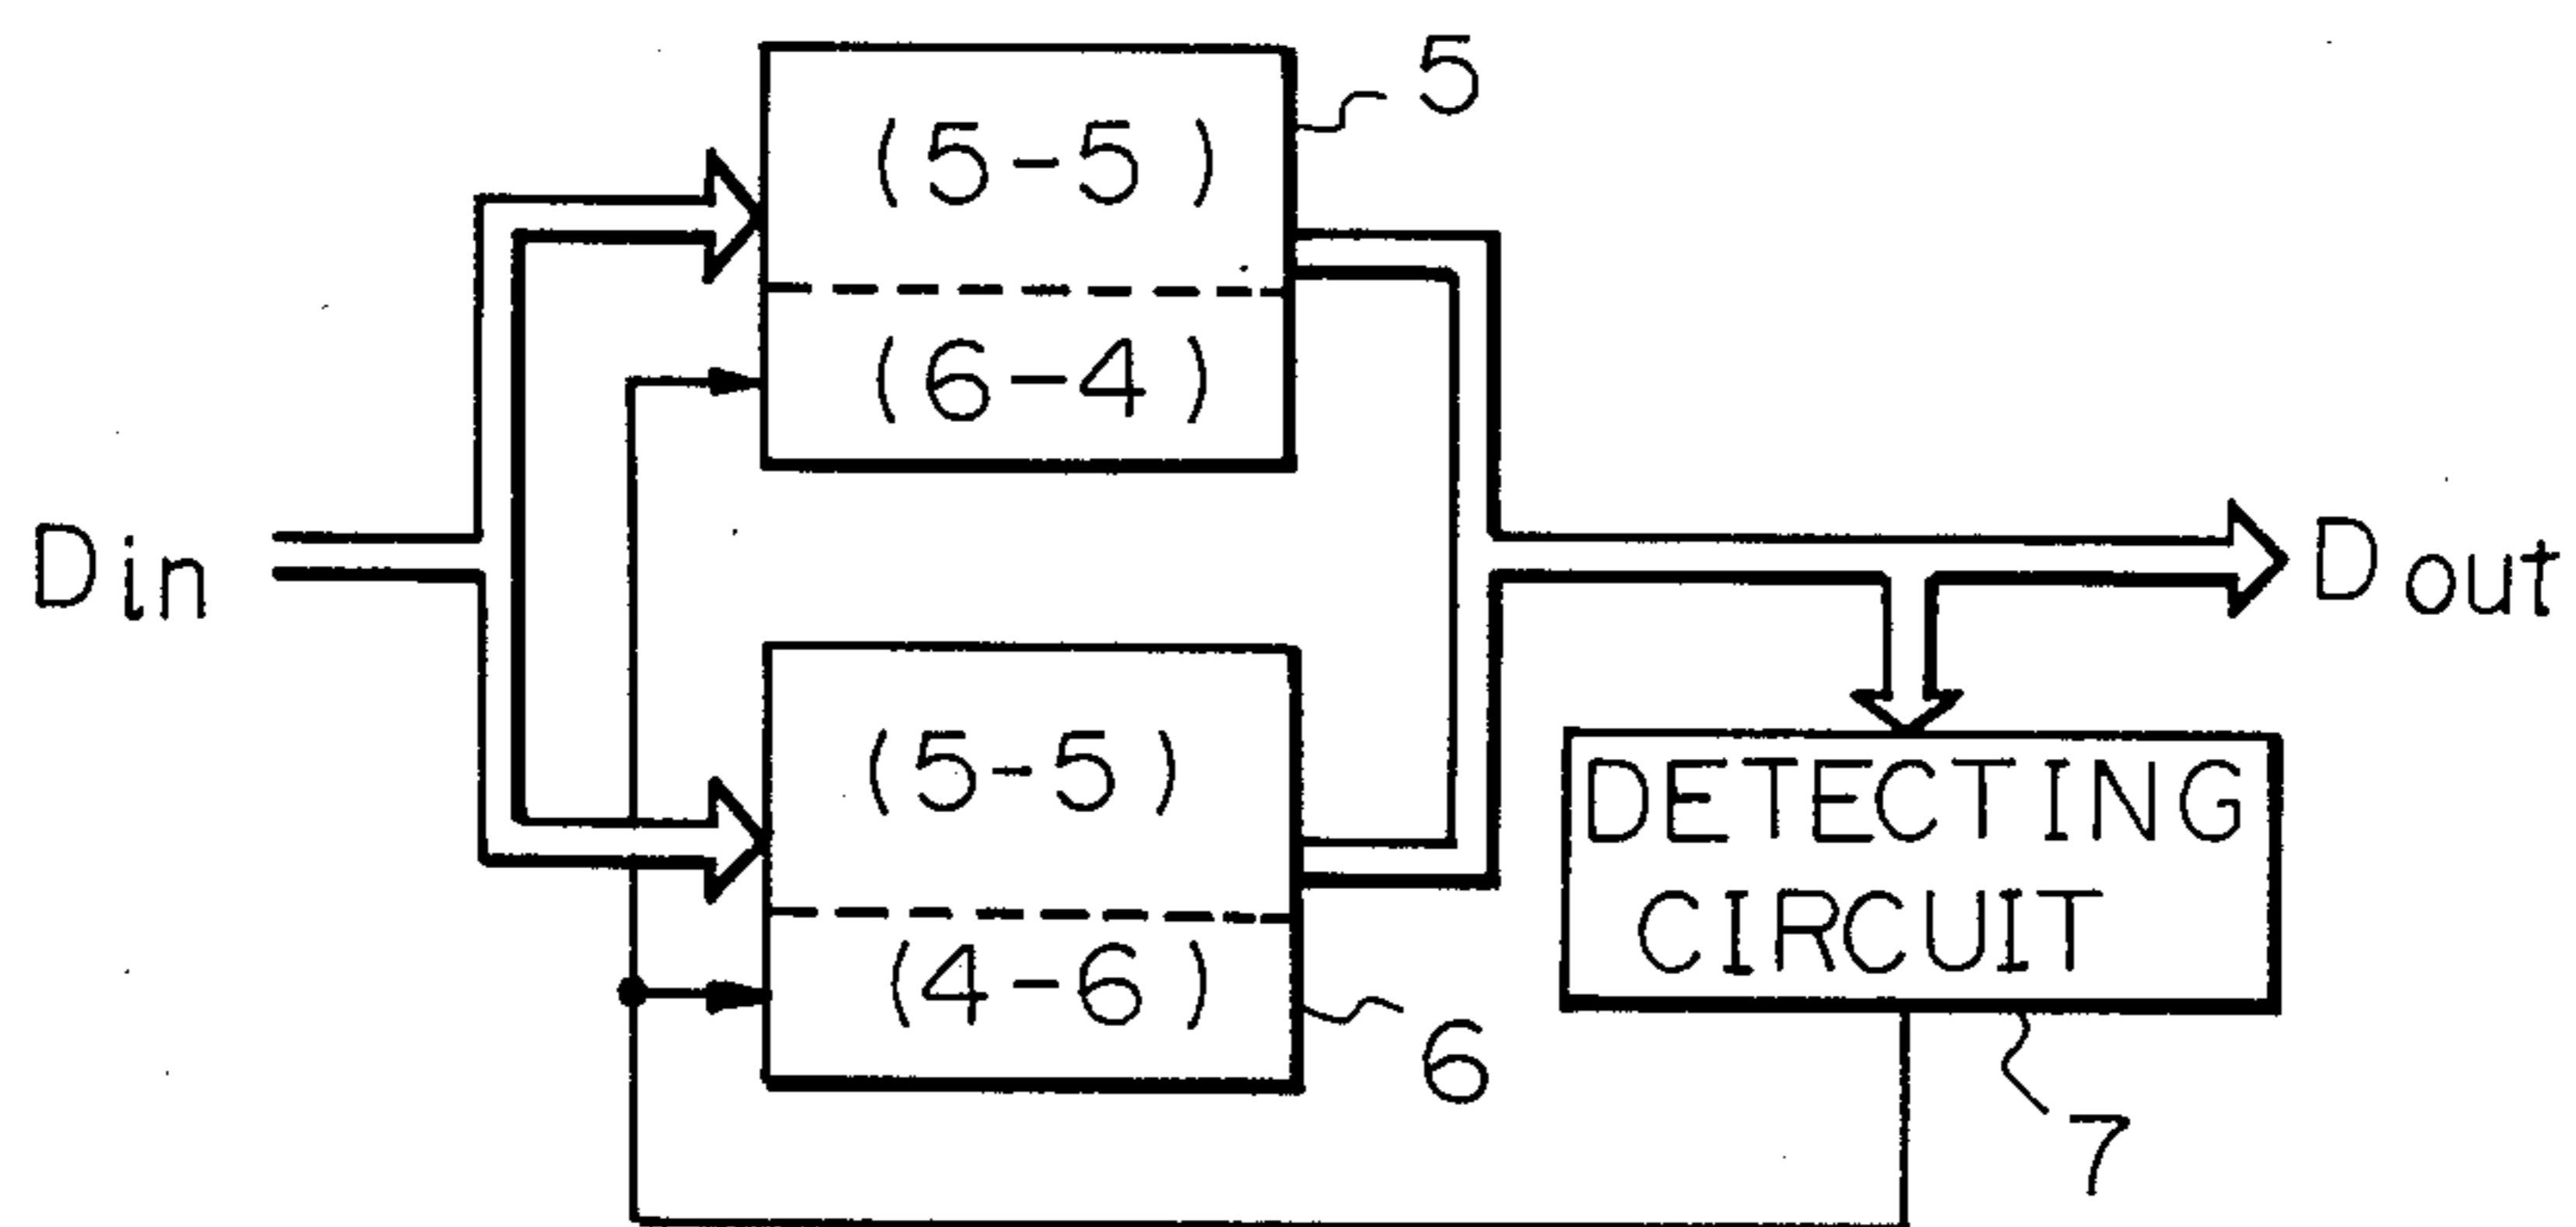 5
(5-5)
(6-4)
Din
Dout
(5-5)
(4-6)
6
DETECTING
CIRCUIT
7